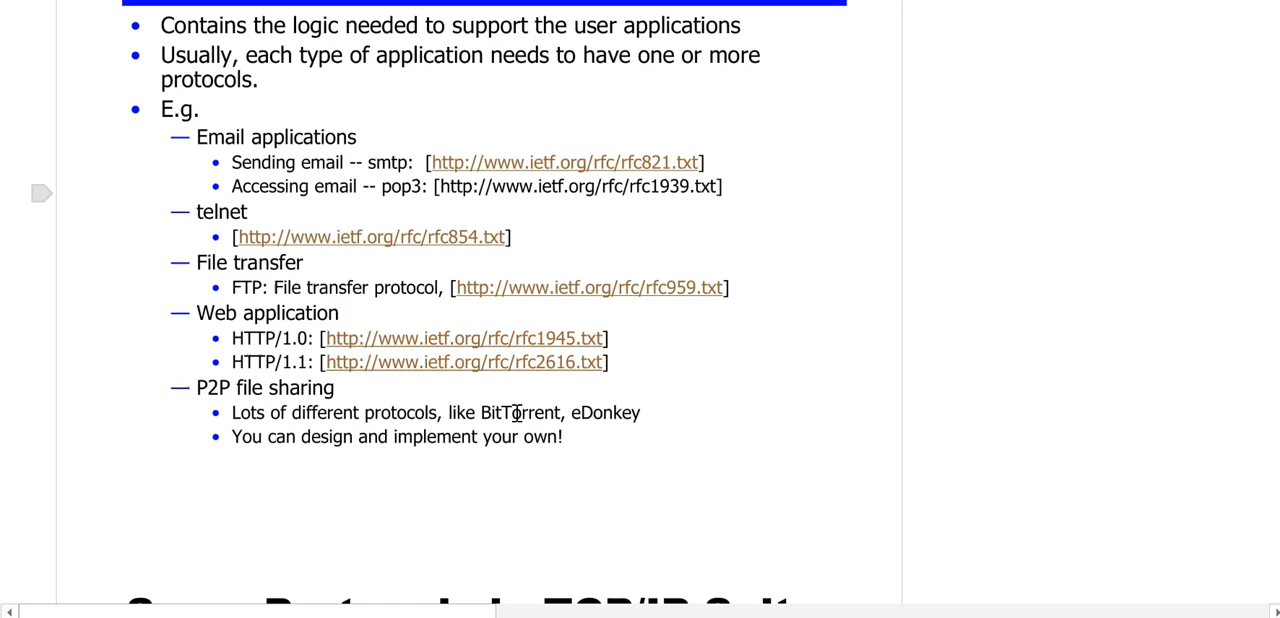 • Contains the logic needed to support the user applications
• Usually, each type of application needs to have one or more
protocols.
• E.g.
— Email applications
• Sending email -- smtp: [http://www.ietf.org/rfc/rfc821.txt]
• Accessing email -- pop3: [http://www.ietf.org/rfc/rfc1939.txt]
— telnet
• [http://www.ietf.org/rfc/rfc854.txt]
— File transfer
• FTP: File transfer protocol, [http://www.ietf.org/rfc/rfc959.txt]
— Web application
• HTTP/1.0: [http://www.ietf.org/rfc/rfc1945.txt]
• HTTP/1.1: [http://www.ietf.org/rfc/rfc2616.txt]
— P2P file sharing
• Lots of different protocols, like BitTorrent, eDonkey
• You can design and implement your own!